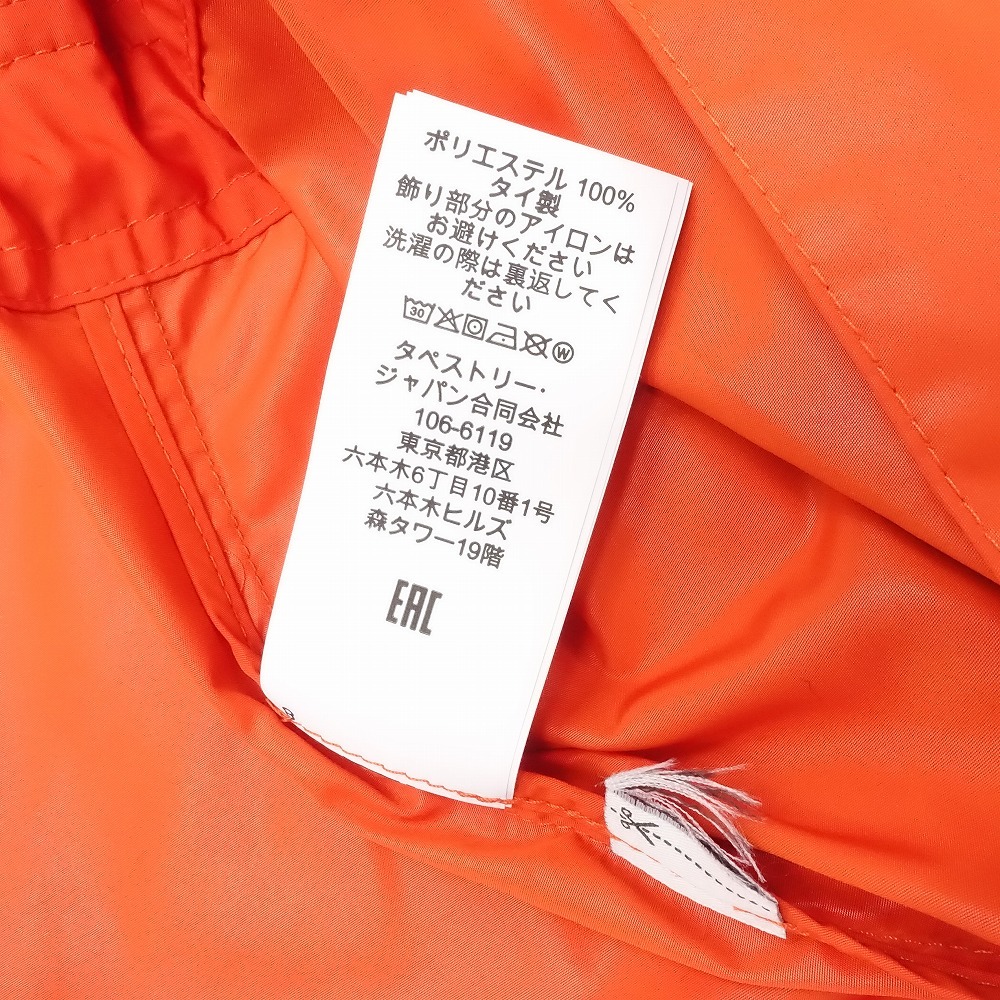 ポリエステル 100%
タイ製
飾り部分のアイロンは
お避けください
洗濯の際は裏返してく
ださい
30 W
タペストリー・
ジャパン合同会社
106-6119
東京都港区
六本木6丁目10番1号
六本木ヒルズ
森タワー19階
EAC